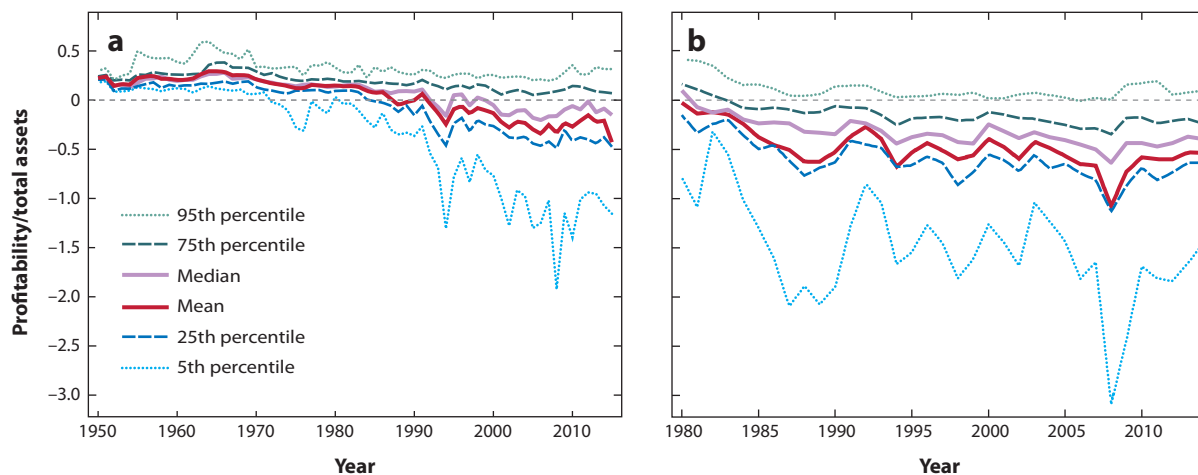 a
b
Profitability/total assets
0.5
0
−0.5
−1.0
−1.5
−2.0
−2.5
−3.0
95th percentile
75th percentile
Median
Mean
25th percentile
5th percentile
1950 1960 1970 1980 1990 2000 2010
1980 1985 1990 1995 2000 2005 2010
Year
Year